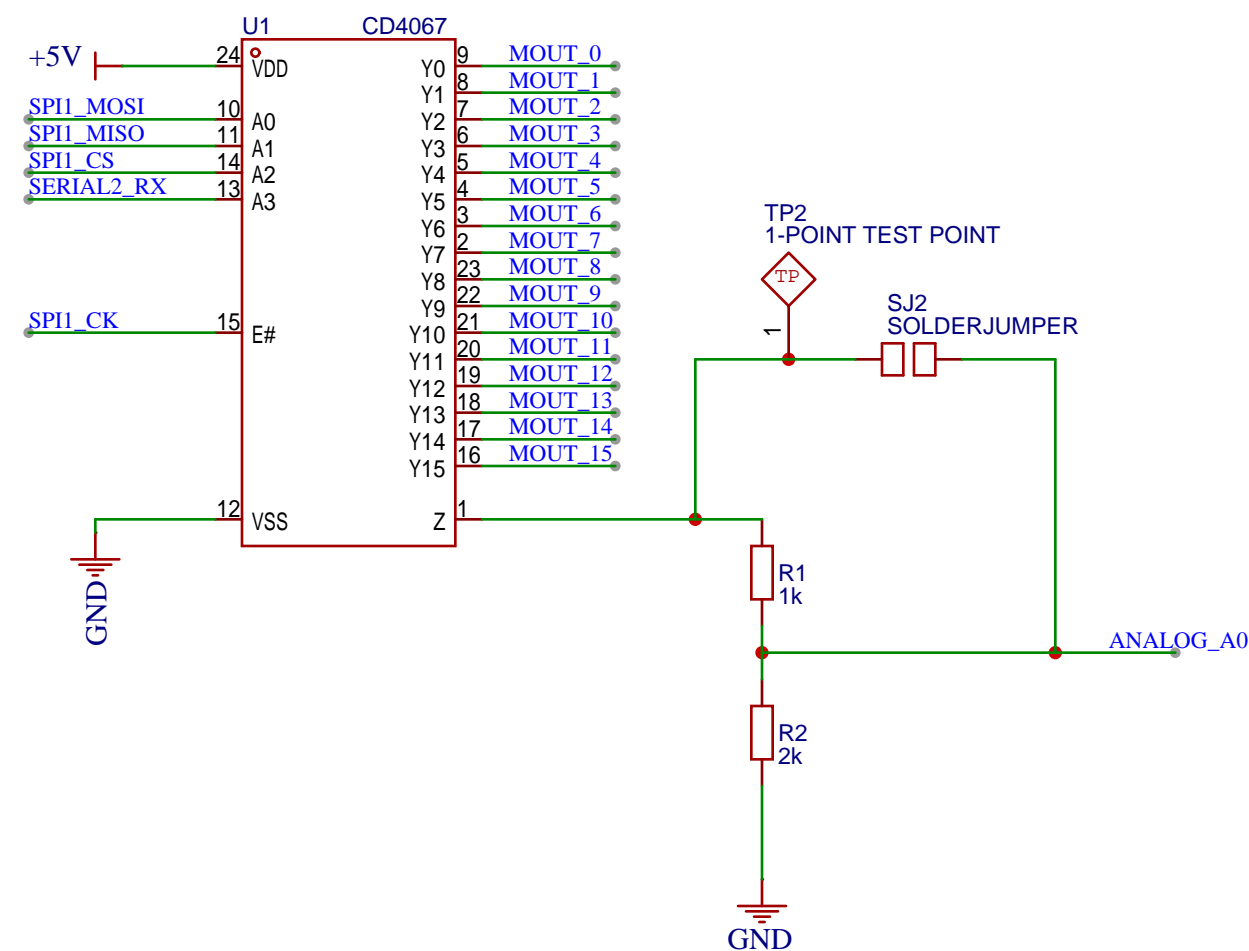 U1 CD4067
+5V 24 VDD 9 Y0 MOUT_0
8 Y1 MOUT_1
SPI1_MOSI 10 A0 7 Y2 MOUT_2
SPI1_MISO 11 A1 6 Y3 MOUT_3
SPI1_CS 14 A2 5 Y4 MOUT_4
SERIAL2_RX 13 A3 4 Y5 MOUT_5
3 Y6 MOUT_6
2 Y7 MOUT_7
23 Y8 MOUT_8
22 Y9 MOUT_9
SPI1_CK 15 E# 21 Y10 MOUT_10
20 Y11 MOUT_11
19 Y12 MOUT_12
18 Y13 MOUT_13
17 Y14 MOUT_14
16 Y15 MOUT_15
12 VSS 1 Z
GND
TP2
1-POINT TEST POINT
TP
1
SJ2
SOLDERJUMPER
R1
1k
ANALOG_A0
R2
2k
GND